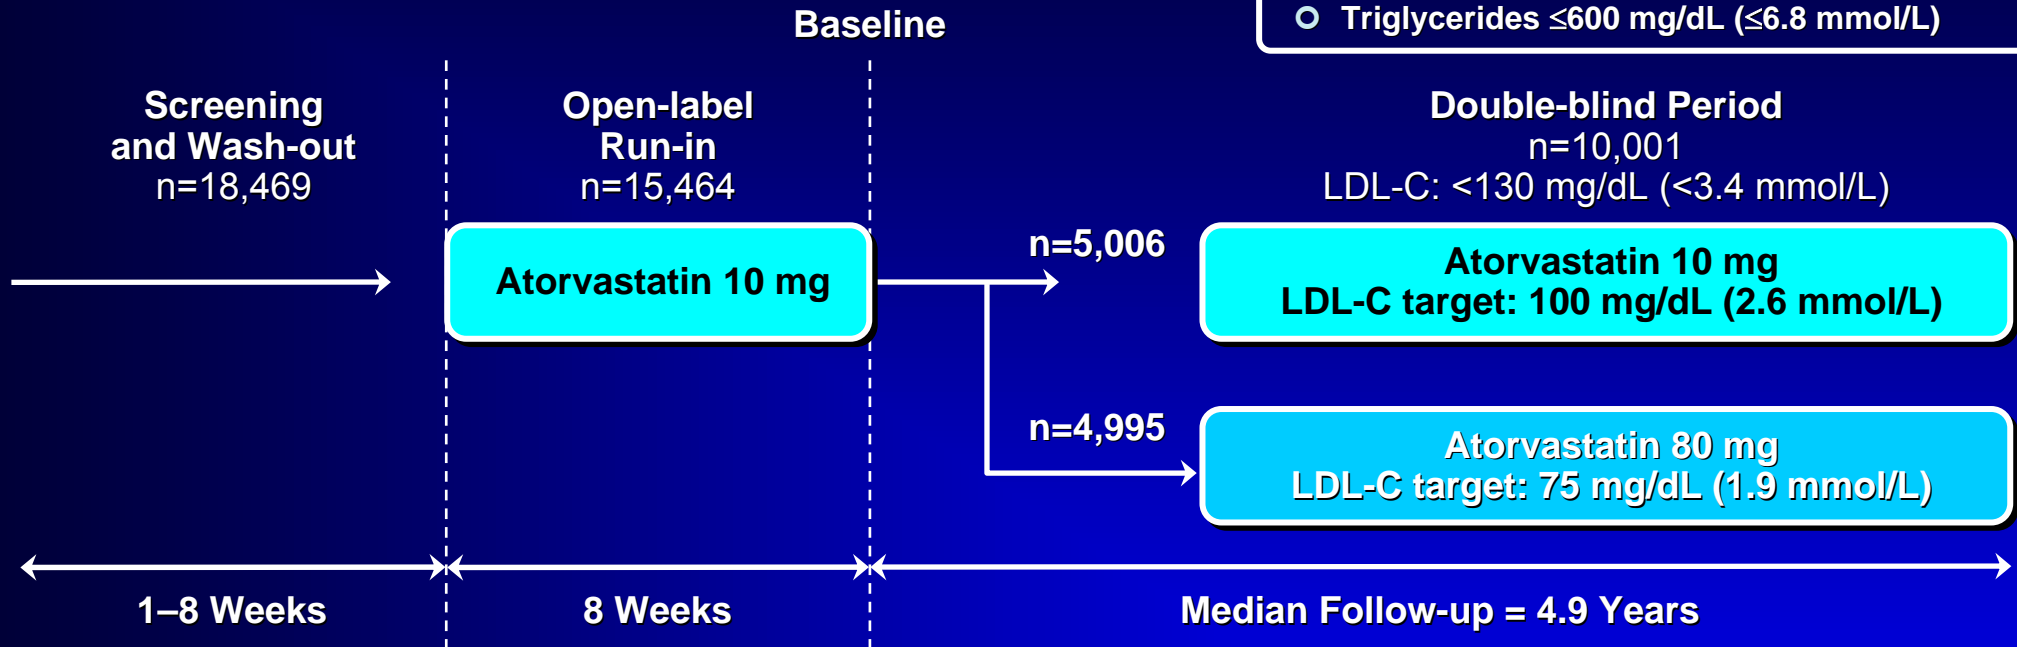 Triglycerides ≤600 mg/dL (≤6.8 mmol/L)
Baseline
Screening
and Wash-out
n=18,469
Open-label
Run-in
n=15,464
Double-blind Period
n=10,001
LDL-C: <130 mg/dL (<3.4 mmol/L)
Atorvastatin 10 mg
n=5,006
Atorvastatin 10 mg
LDL-C target: 100 mg/dL (2.6 mmol/L)
n=4,995
Atorvastatin 80 mg
LDL-C target: 75 mg/dL (1.9 mmol/L)
1–8 Weeks
8 Weeks
Median Follow-up = 4.9 Years